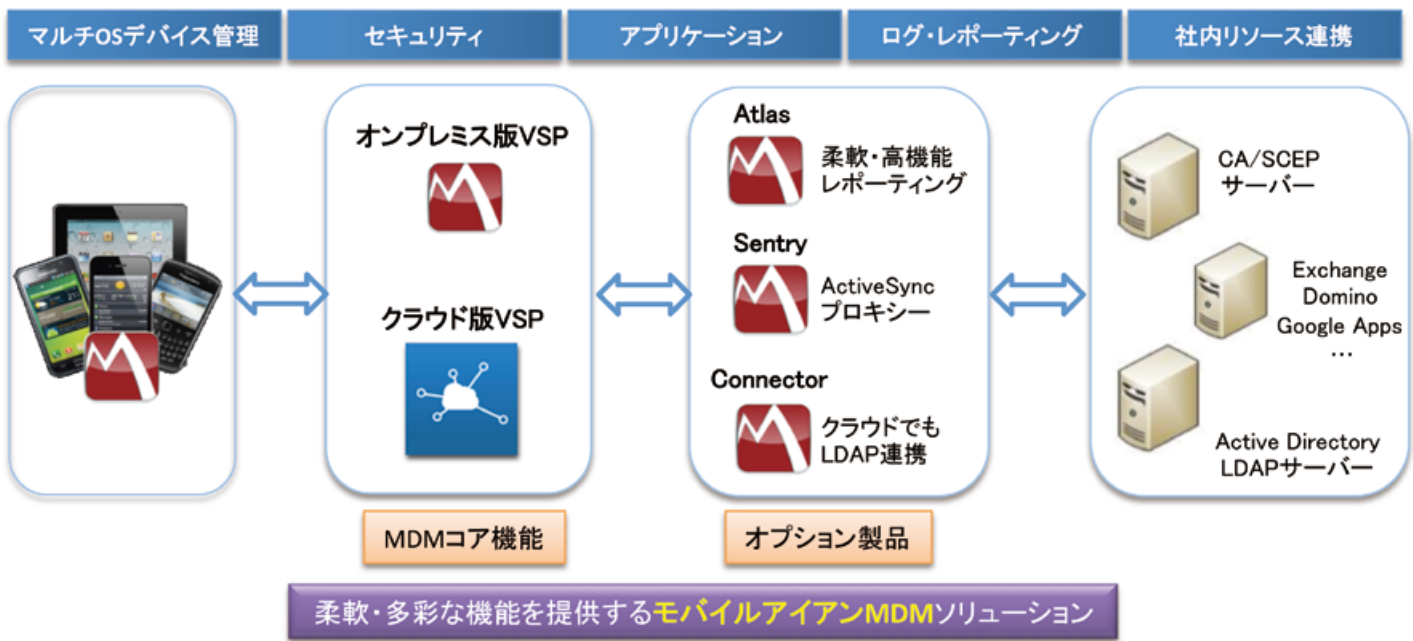 マルチOSデバイス管理
セキュリティ
アプリケーション
ログ・レポーティング
社内リソース連携
オンプレミス版VSP
クラウド版VSP
Atlas
柔軟・高機能
レポーティング
Sentry
ActiveSync
プロキシー
Connector
クラウドでも
LDAP連携
CA/SCEP
サーバー
Exchange
Domino
Google Apps
…
Active Directory
LDAPサーバー
MDMコア機能
オプション製品
柔軟・多彩な機能を提供するモバイルアイアンMDMソリューション